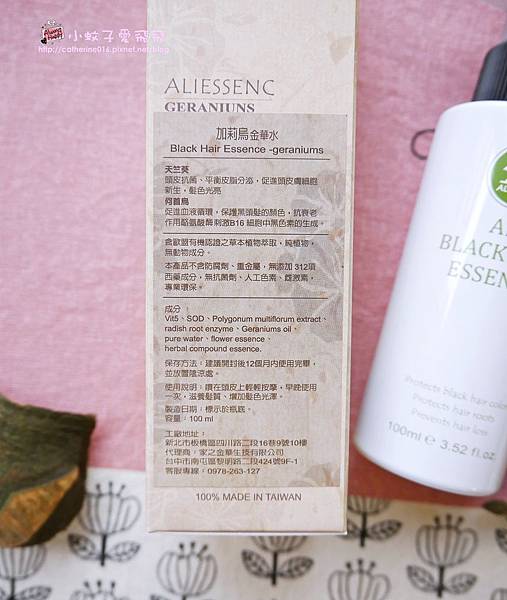 小蚊子愛飛飛
http://catherine016.pixnet.net/blog
ALIESSENC
GERANIUNS
加莉烏金華水
Black Hair Essence -geraniums
天竺葵
頭皮抗菌、平衡皮脂分泌，促進頭皮膚細胞
新生，髮色光亮
何首烏
促進血液循環，保護黑頭髮的顏色，抗衰老
作用酪氨酸酶刺激B16 細胞中黑色素的生成。
含歐盟有機認證之草本植物萃取，純植物，
無動物成分。
本產品不含防腐劑、重金屬，無添加 312項
西藥成分，無抗菌劑、人工色素、雌激素，
專業環保。
成分：
Vit5、SOD、Polygonum multiflorum extract、
radish root enzyme、Geraniums oil、
pure water、flower essence、
herbal compound essence.
保存方法：建議開封後12個月內使用完畢，
並放置陰涼處。
使用說明：噴在頭皮上輕輕按摩，早晚使用
一次，滋養髮質、增加髮色光澤。
製造日期：標示於瓶底。
容量：100 ml
工廠地址：
新北市板橋區四川路二段16巷9號10樓
代理商：家之金華生技有限公司
台中市南屯區黎明路二段424號9F-1
客服專線：0978-263-127
100% MADE IN TAIWAN
BLACK
ESSEN
Protects black hair color
Protects hair roots
Prevents hair loss
100ml e 3.52 fl.oz